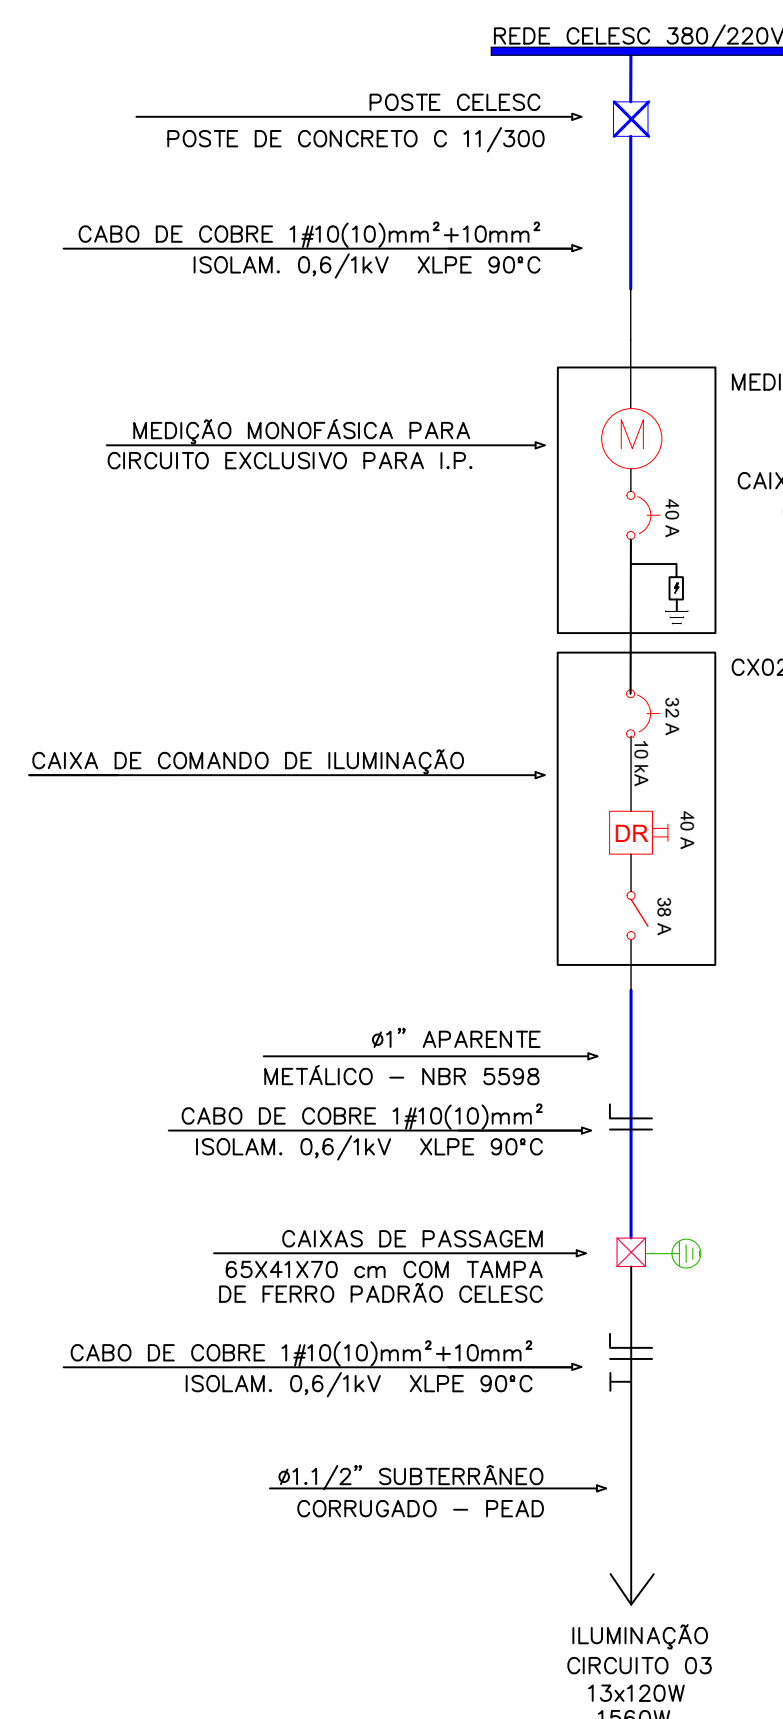 REDE CELESC 380/220V
POSTE CELESC
POSTE DE CONCRETO C 11/300
CABO DE COBRE 1#10(10)mm²+10mm²
ISOLAM. 0,6/1kV XLPE 90ºC
MEDI
MEDIÇÃO MONOFÁSICA PARA
CIRCUITO EXCLUSIVO PARA I.P.
M
CAIX
40 A
CX02
32 A
10 kA
CAIXA DE COMANDO DE ILUMINAÇÃO
DR
40 A
38 A
ø1" APARENTE
METÁLICO - NBR 5598
CABO DE COBRE 1#10(10)mm²
ISOLAM. 0,6/1kV XLPE 90ºC
CAIXAS DE PASSAGEM
65X41X70 cm COM TAMPA
DE FERRO PADRÃO CELESC
CABO DE COBRE 1#10(10)mm²+10mm²
ISOLAM. 0,6/1kV XLPE 90ºC
ø1.1/2" SUBTERRÂNEO
CORRUGADO - PEAD
ILUMINAÇÃO
CIRCUITO 03
13x120W
1560W